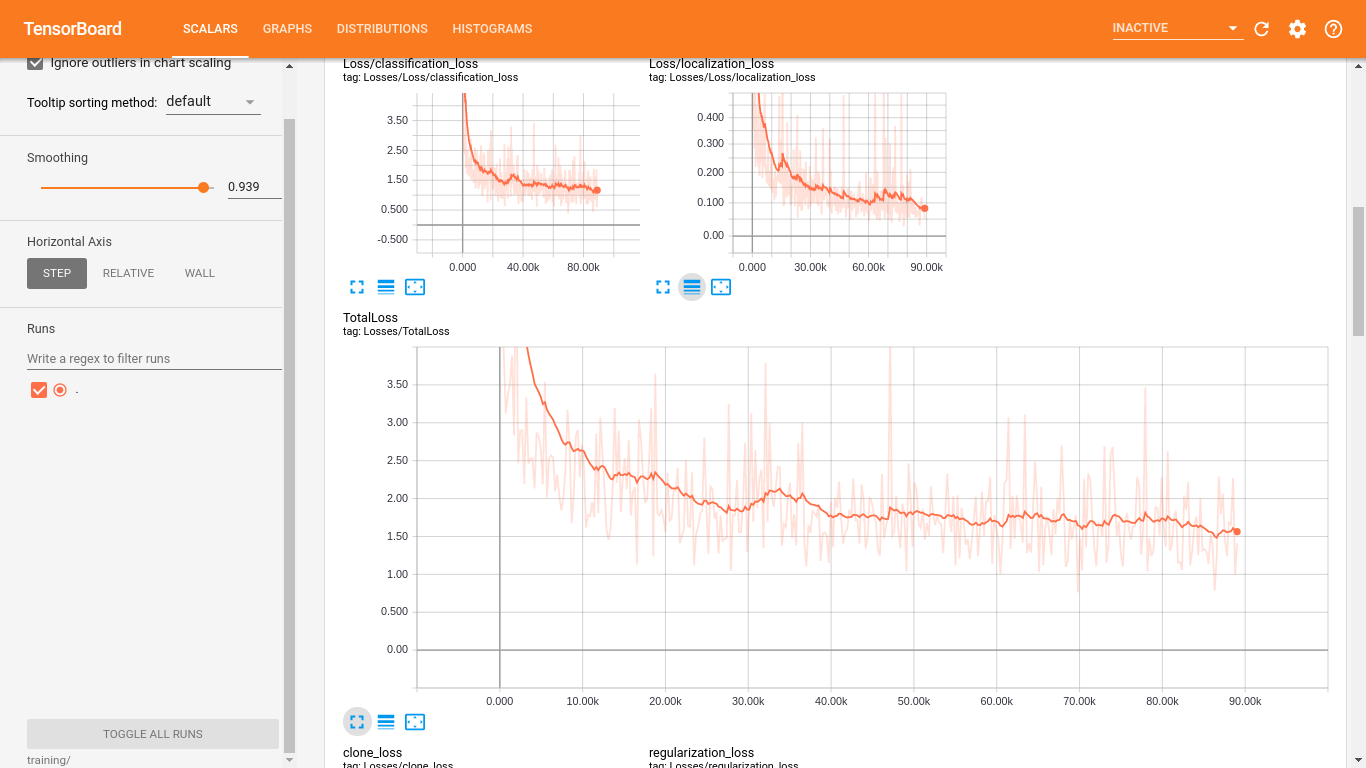 TensorBoard SCALARS GRAPHS DISTRIBUTIONS HISTOGRAMS INACTIVE
Ignore outliers in chart scaling
Tooltip sorting method: default
Smoothing
0.939
Horizontal Axis
STEP RELATIVE WALL
Runs
Write a regex to filter runs
.
TOGGLE ALL RUNS
training/
Loss/classification_loss
tag: Losses/Loss/classification_loss
3.50
2.50
1.50
0.500
-0.500
0.000 40.00k 80.00k
Loss/localization_loss
tag: Losses/Loss/localization_loss
0.400
0.300
0.200
0.100
0.00
0.000 30.00k 60.00k 90.00k
TotalLoss
tag: Losses/TotalLoss
3.50
3.00
2.50
2.00
1.50
1.00
0.500
0.00
0.000 10.00k 20.00k 30.00k 40.00k 50.00k 60.00k 70.00k 80.00k 90.00k
clone_loss
tag: Losses/clone_loss
regularization_loss
tag: Losses/regularization_loss